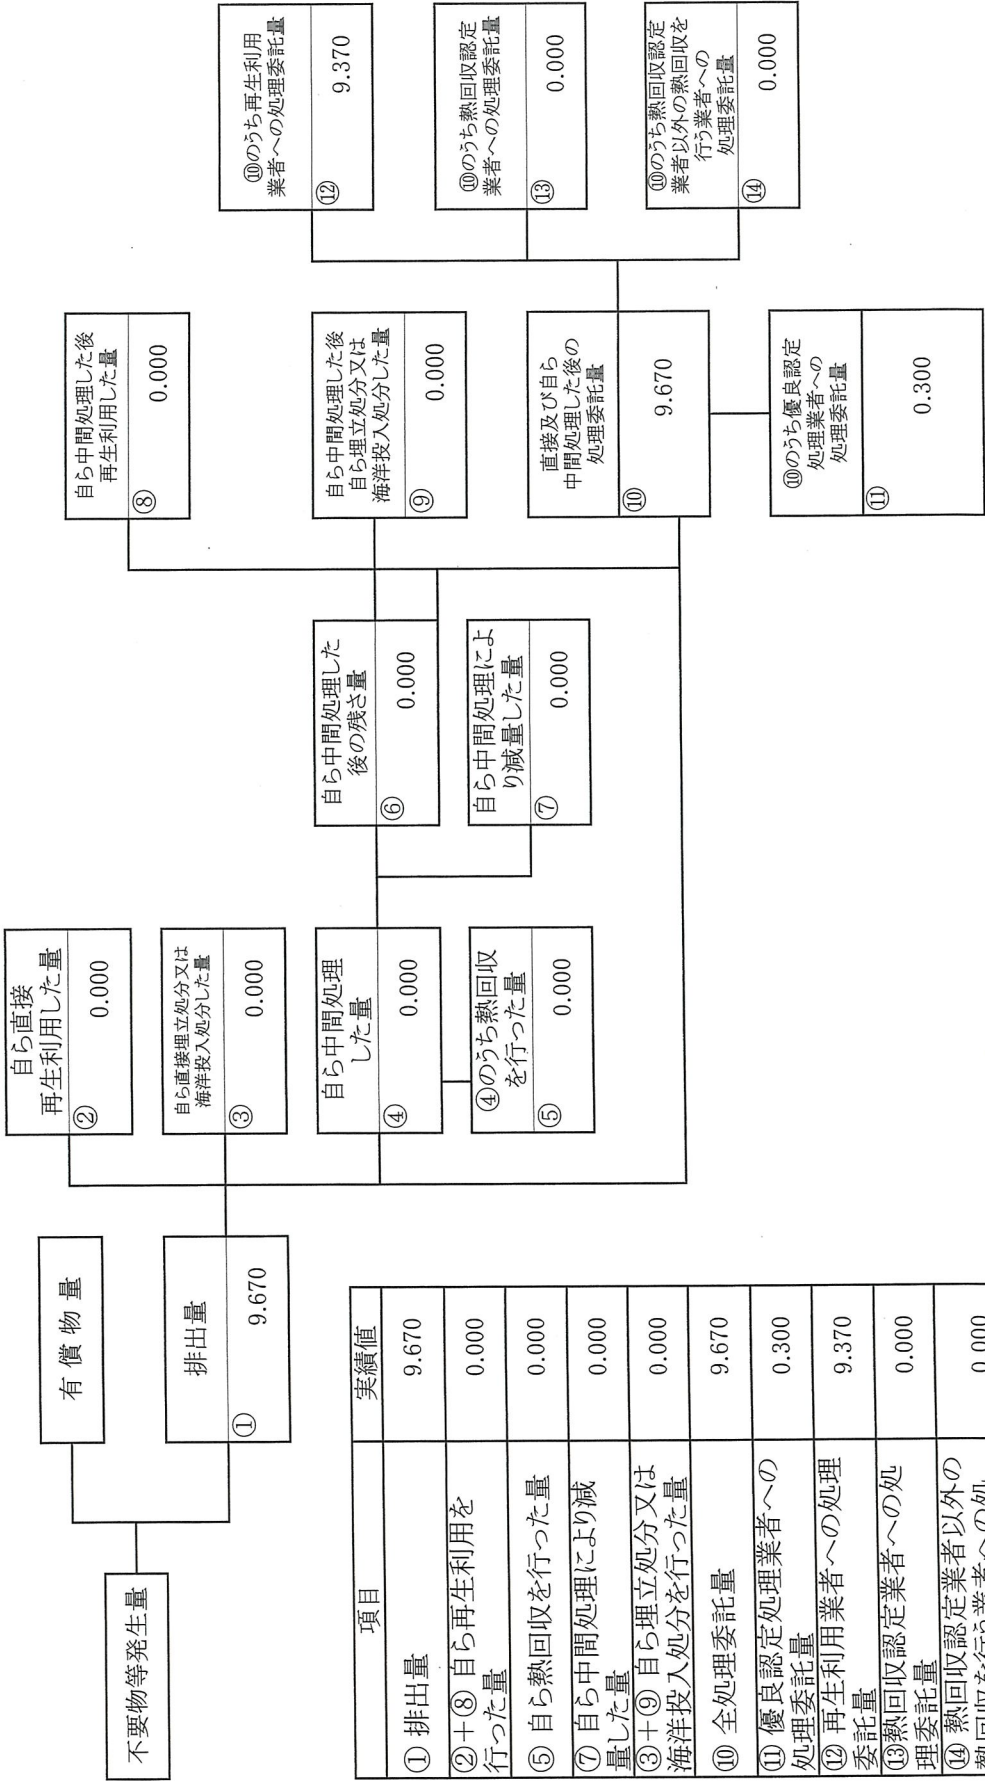 不要物等発生量
有償物量
排出量
①
9.670
自ら直接
再生利用した量
②
0.000
自ら直接埋立処分又は
海洋投入処分した量
③
0.000
自ら中間処理
した量
④
0.000
④のうち熱回収
を行った量
⑤
0.000
自ら中間処理した
後の残さ量
⑥
0.000
自ら中間処理によ
り減量した量
⑦
0.000
自ら中間処理した後
再生利用した量
⑧
0.000
自ら中間処理した後
自ら埋立処分又は
海洋投入処分した量
⑨
0.000
直接及び自ら
中間処理した後の
処理委託量
⑩
9.670
⑩のうち優良認定
処理業者への
処理委託量
⑪
0.300
⑩のうち再生利用
業者への処理委託量
⑫
9.370
⑩のうち熱回収認定
業者への処理委託量
⑬
0.000
⑩のうち熱回収認定
業者以外の熱回収を
行う業者への
処理委託量
⑭
0.000
項目
実績値
① 排出量
9.670
②+⑧ 自ら再生利用を
行った量
0.000
⑤ 自ら熱回収を行った量
0.000
⑦ 自ら中間処理により減
量した量
0.000
③+⑨ 自ら埋立処分又は
海洋投入処分を行った量
0.000
⑩ 全処理委託量
9.670
⑪ 優良認定処理業者への
処理委託量
0.300
⑫ 再生利用業者への処理
委託量
9.370
⑬熱回収認定業者への処
理委託量
0.000
⑭ 熱回収認定業者以外の
熱回収を行う業者への処
0.000